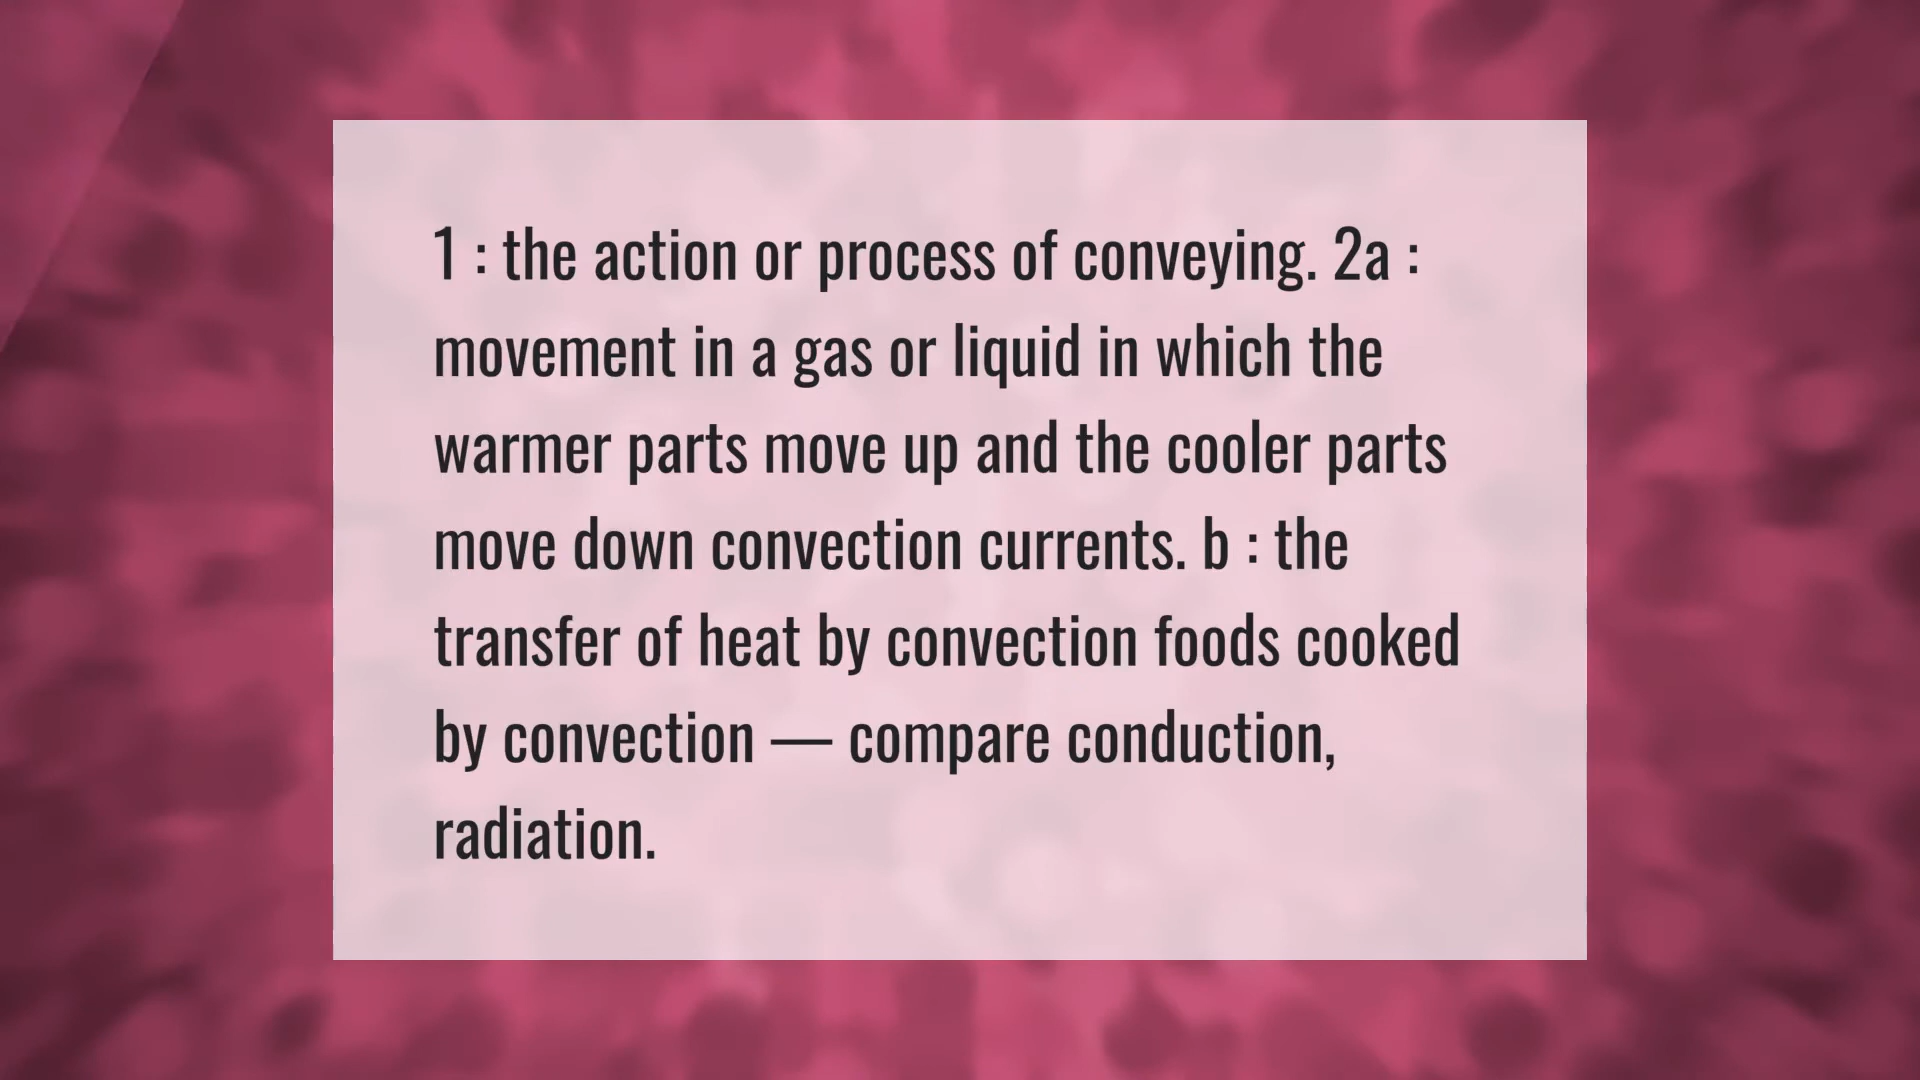 1 : the action or process of conveying. 2a :
movement in a gas or liquid in which the
warmer parts move up and the cooler parts
move down convection currents. b : the
transfer of heat by convection foods cooked
by convection — compare conduction,
radiation.